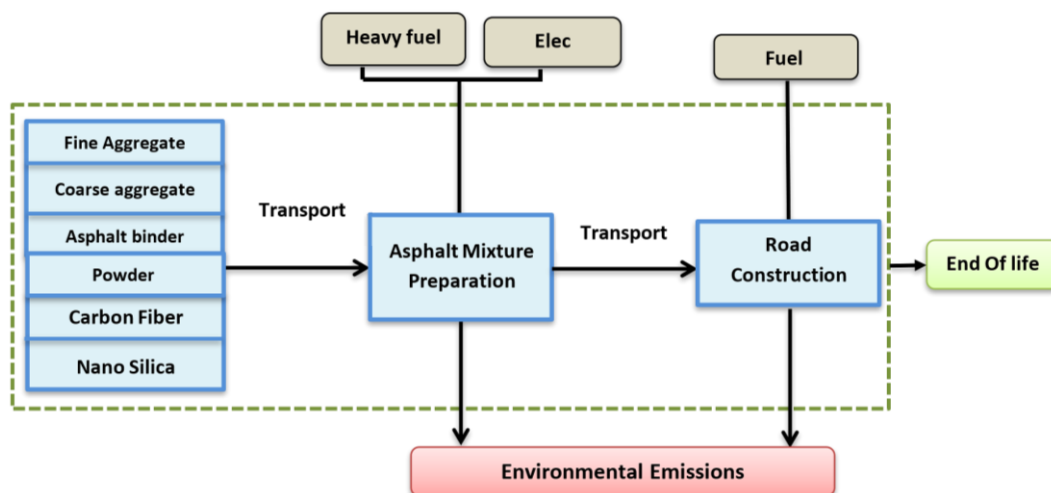 Heavy fuel
Elec
Fuel
Fine Aggregate
Coarse aggregate
Asphalt binder
Powder
Carbon Fiber
Nano Silica
Transport
Asphalt Mixture
Preparation
Transport
Road
Construction
End Of life
Environmental Emissions